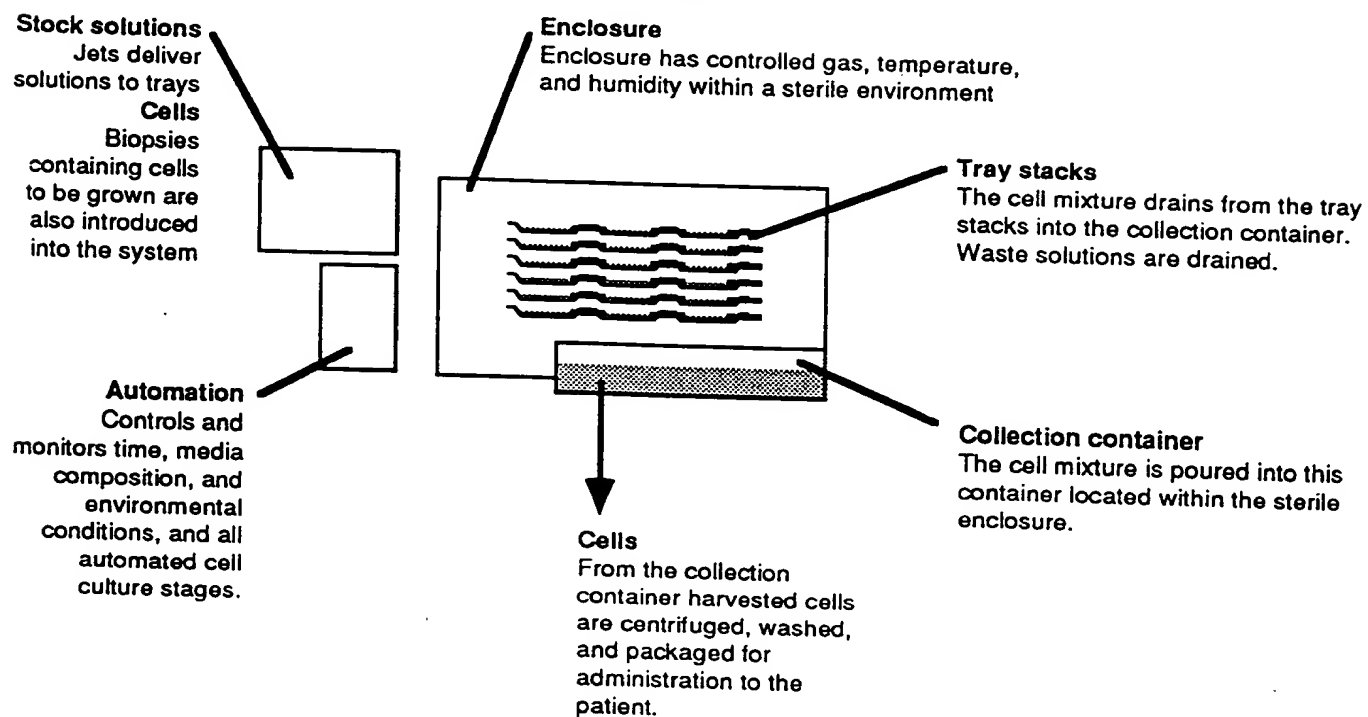 Stock solutions
Jets deliver
solutions to trays
Cells
Biopsies
containing cells
to be grown are
also introduced
into the system
Enclosure
Enclosure has controlled gas, temperature,
and humidity within a sterile environment
Tray stacks
The cell mixture drains from the tray
stacks into the collection container.
Waste solutions are drained.
Automation
Controls and
monitors time, media
composition, and
environmental
conditions, and all
automated cell
culture stages.
Collection container
The cell mixture is poured into this
container located within the sterile
enclosure.
Cells
From the collection
container harvested cells
are centrifuged, washed,
and packaged for
administration to the
patient.